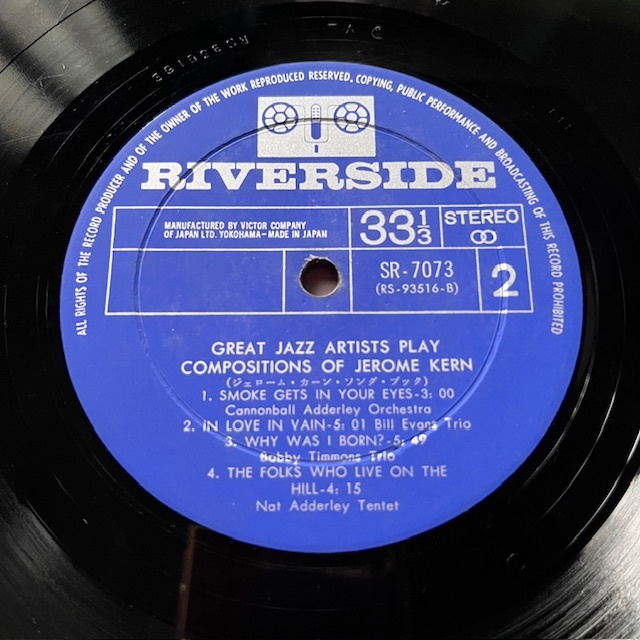 ALL RIGHTS OF THE RECORD PRODUCER AND OF THE OWNER OF THE WORK REPRODUCED RESERVED. COPYING, PUBLIC PERFORMANCE AND BROADCASTING OF THIS RECORD PROHIBITED
RIVERSIDE
MANUFACTURED BY VICTOR COMPANY
OF JAPAN LTD. YOKOHAMA–MADE IN JAPAN
33 1/3
STEREO
SR-7073
(RS-93516-B)
2
GREAT JAZZ ARTISTS PLAY
COMPOSITIONS OF JEROME KERN
(ジェローム・カーン・ソング・ブック)
1. SMOKE GETS IN YOUR EYES-3: 00
Cannonball Adderley Orchestra
2. IN LOVE IN VAIN-5: 01 Bill Evans Trio
3. WHY WAS I BORN?-5: 49
Bobby Timmons Trio
4. THE FOLKS WHO LIVE ON THE
HILL-4: 15
Nat Adderley Tentet